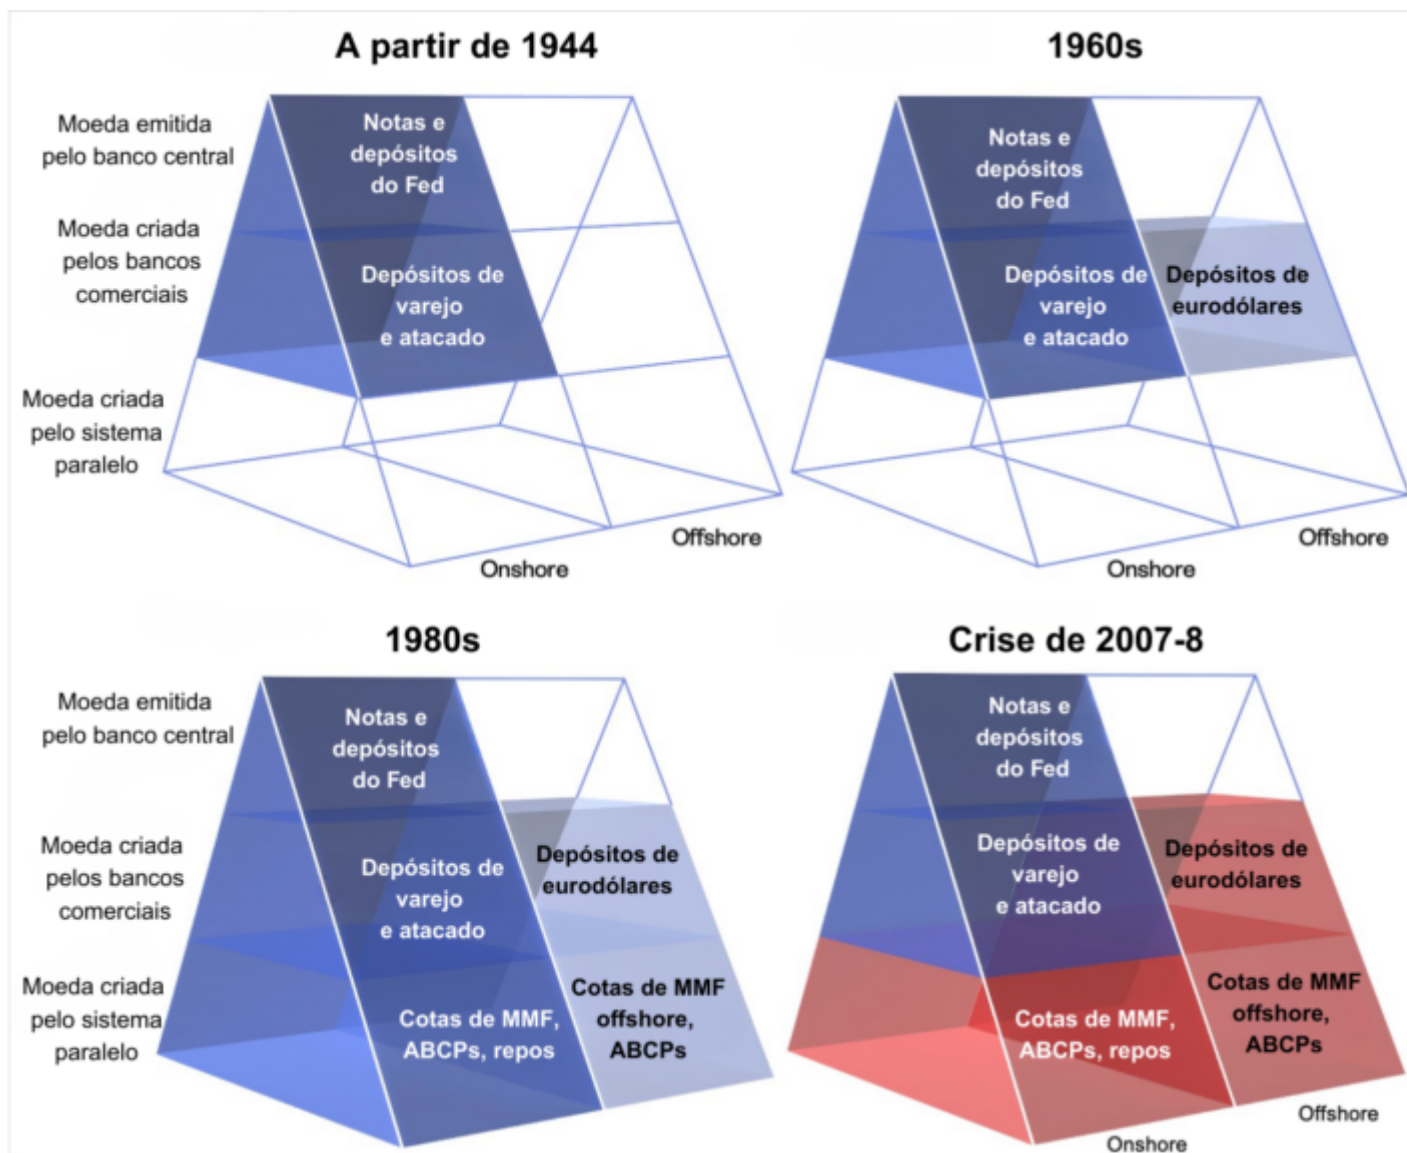 A partir de 1944
Moeda emitida
pelo banco central
Moeda criada
pelos bancos
comerciais
Moeda criada
pelo sistema
paralelo
Notas e
depósitos
do Fed
Depósitos de
varejo
e atacado
Onshore
Offshore
1960s
Notas e
depósitos
do Fed
Depósitos de
varejo
e atacado
Depósitos de
eurodólares
Onshore
Offshore
1980s
Moeda emitida
pelo banco central
Moeda criada
pelos bancos
comerciais
Moeda criada
pelo sistema
paralelo
Notas e
depósitos
do Fed
Depósitos de
varejo
e atacado
Depósitos de
eurodólares
Cotas de MMF,
ABCPs, repos
Cotas de MMF
offshore,
ABCPs
Crise de 2007-8
Notas e
depósitos
do Fed
Depósitos de
varejo
e atacado
Depósitos de
eurodólares
Cotas de MMF,
ABCPs, repos
Cotas de MMF
offshore,
ABCPs
Onshore
Offshore